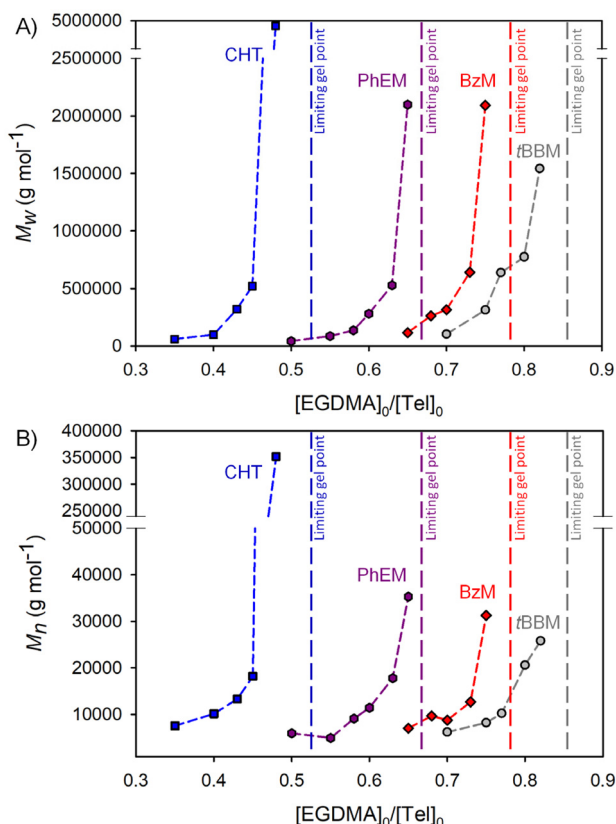 A)
5000000
2500000
2000000
1500000
1000000
500000
0
Mw (g mol⁻¹)
CHT
Limiting gel point
PhEM
Limiting gel point
BzM
Limiting gel point
tBBM
Limiting gel point
0.3 0.4 0.5 0.6 0.7 0.8 0.9
[EGDMA]₀/[Tel]₀
B)
400000
350000
300000
250000
50000
40000
30000
20000
10000
Mn (g mol⁻¹)
CHT
Limiting gel point
PhEM
Limiting gel point
BzM
Limiting gel point
tBBM
Limiting gel point
0.3 0.4 0.5 0.6 0.7 0.8 0.9
[EGDMA]₀/[Tel]₀